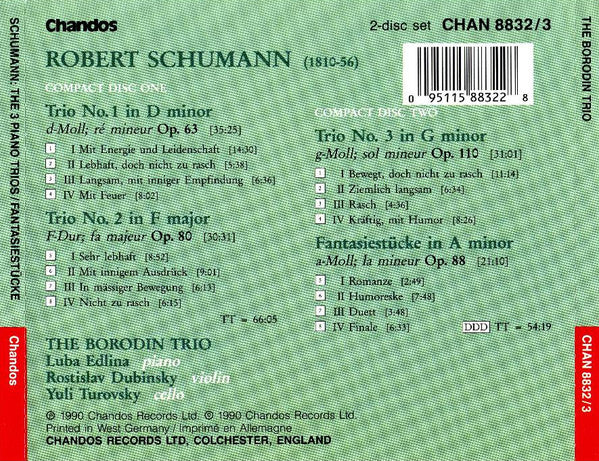 Chandos
2-disc set CHAN 8832/3
ROBERT SCHUMANN (1810-56)
0 95115 88322 8
COMPACT DISC ONE
Trio No. 1 in D minor
d-Moll; ré mineur Op. 63 [35:25]
1 I Mit Energie und Leidenschaft [14:30]
2 II Lebhaft, doch nicht zu rasch [5:38]
3 III Langsam, mit inniger Empfindung [6:36]
4 IV Mit Feuer [8:02]
Trio No. 2 in F major
F-Dur; fa majeur Op. 80 [30:31]
5 I Sehr lebhaft [8:52]
6 II Mit innigem Ausdrück [9:01]
7 III In mässiger Bewegung [6:13]
8 IV Nicht zu rasch [6:15]
TT = 66:05
COMPACT DISC TWO
Trio No. 3 in G minor
g-Moll; sol mineur Op. 110 [31:01]
1 I Bewegt, doch nicht zu rasch [11:14]
2 II Ziemlich langsam [6:34]
3 III Rasch [4:36]
4 IV Kräftig, mit Humor [8:26]
Fantasiestücke in A minor
a-Moll; la mineur Op. 88 [21:10]
5 I Romanze [2:49]
6 II Humoreske [7:48]
7 III Duett [3:48]
8 IV Finale [6:33]
DDD TT = 54:19
THE BORODIN TRIO
Luba Edlina piano
Rostislav Dubinsky violin
Yuli Turovsky cello
℗ 1990 Chandos Records Ltd. © 1990 Chandos Records Ltd.
Printed in West Germany / Imprimé en Allemagne
CHANDOS RECORDS LTD, COLCHESTER, ENGLAND
SCHUMANN: THE 3 PIANO TRIOS/FANTASIESTÜCKE
Chandos
THE BORODIN TRIO
CHAN 8832/3